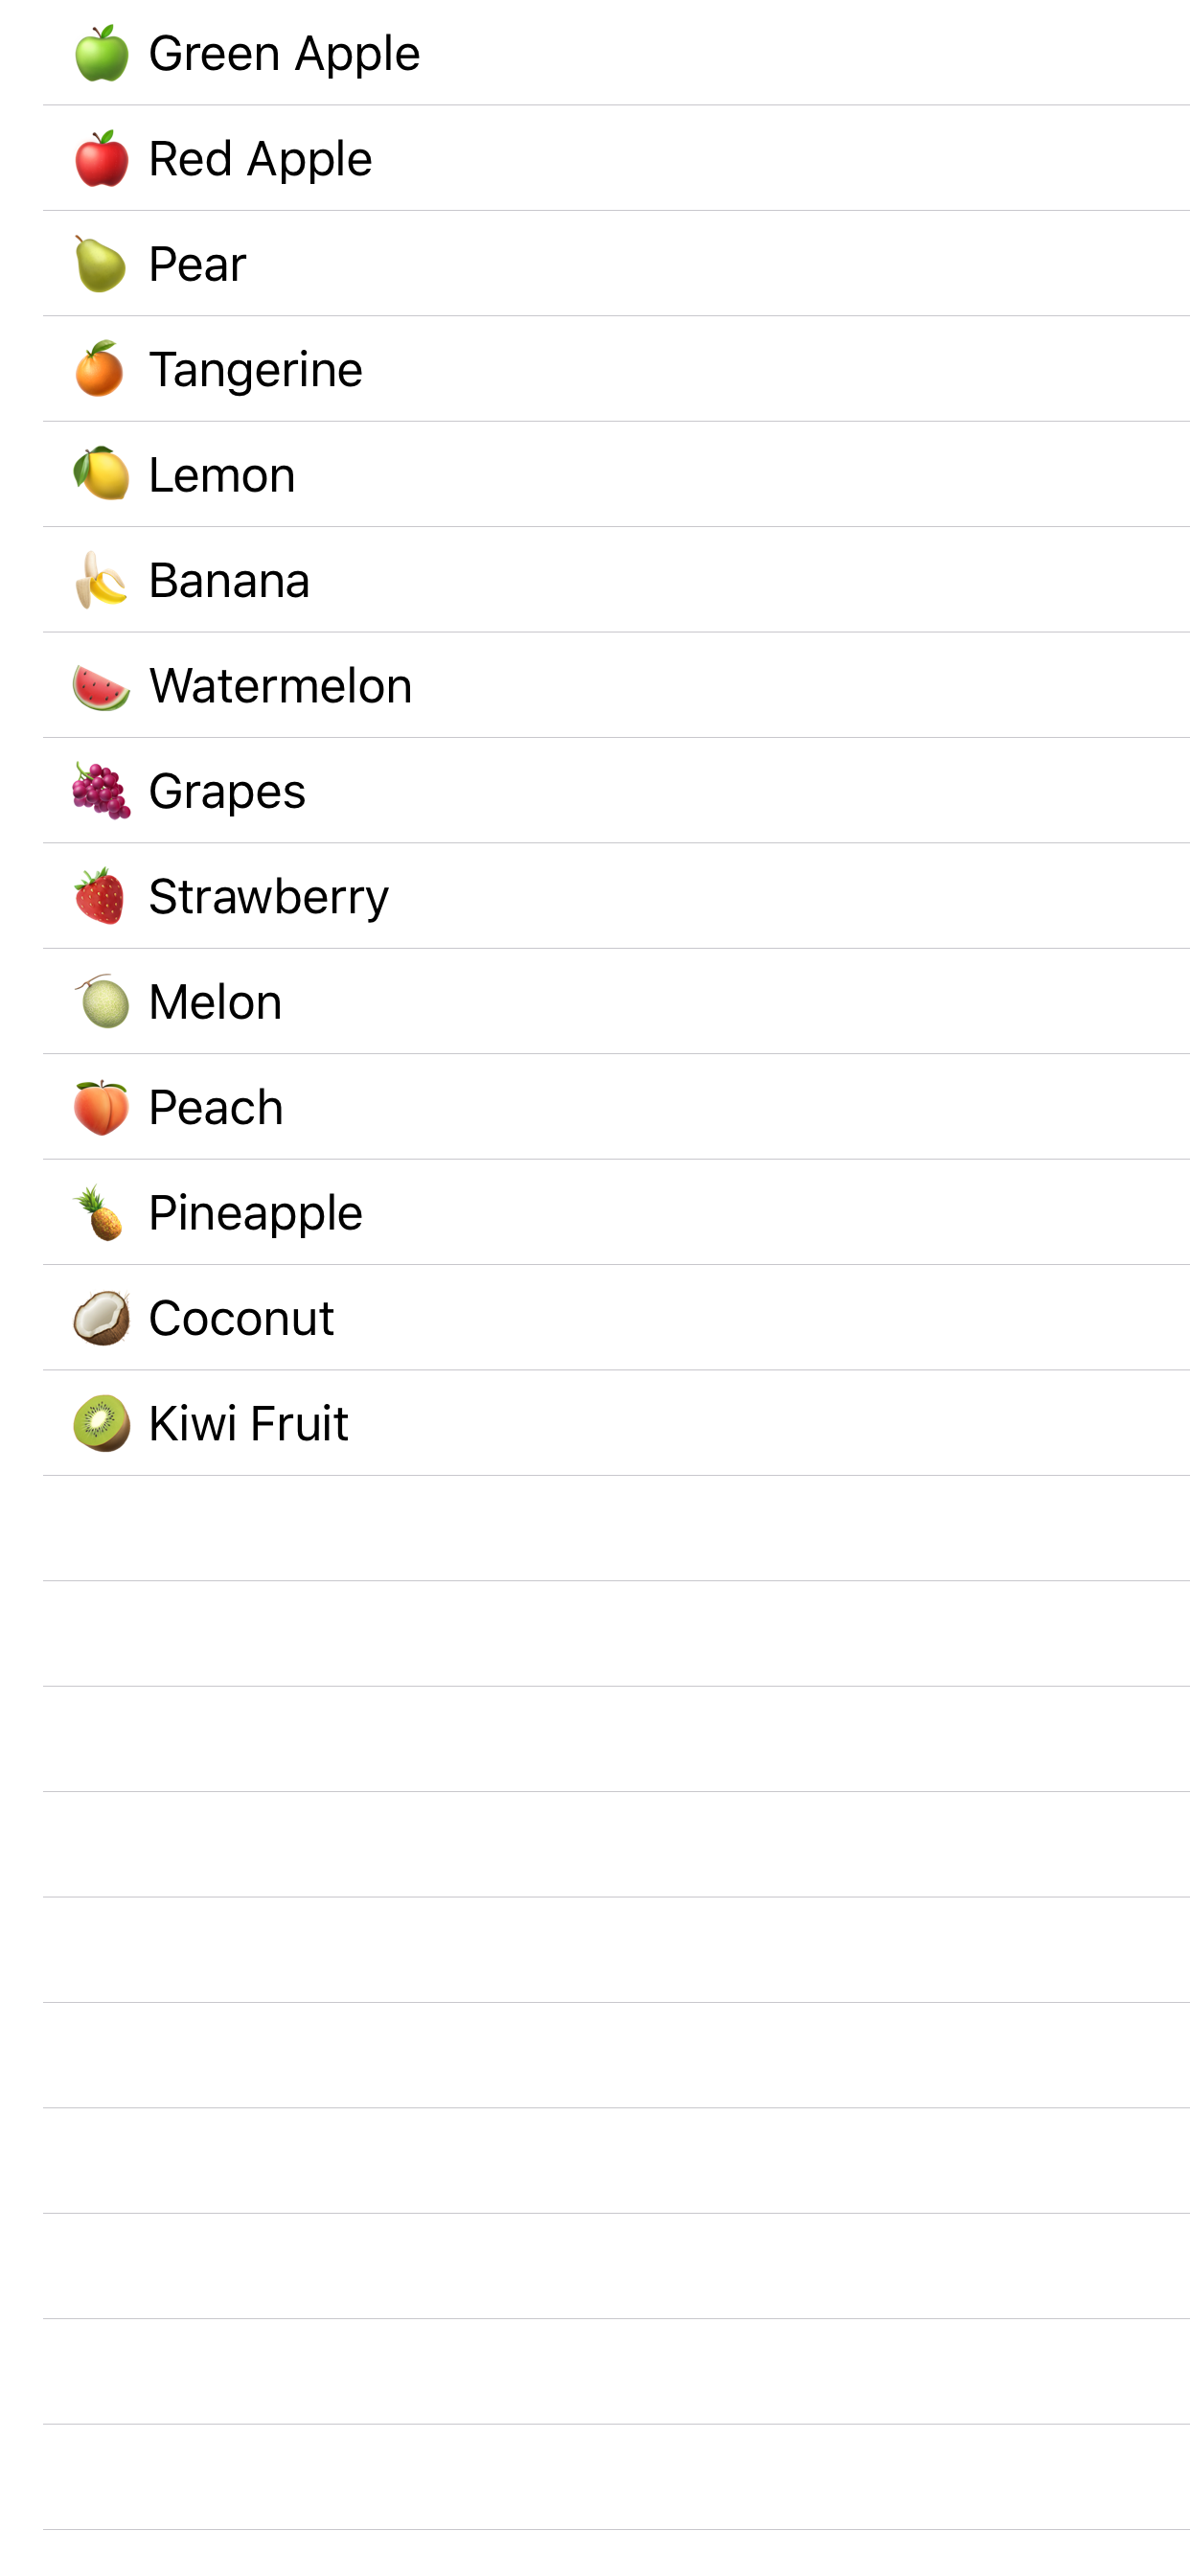 🍏 Green Apple
🍎 Red Apple
🍐 Pear
🍊 Tangerine
🍋 Lemon
🍌 Banana
🍉 Watermelon
🍇 Grapes
🍓 Strawberry
🍈 Melon
🍑 Peach
🍍 Pineapple
🥥 Coconut
🥝 Kiwi Fruit